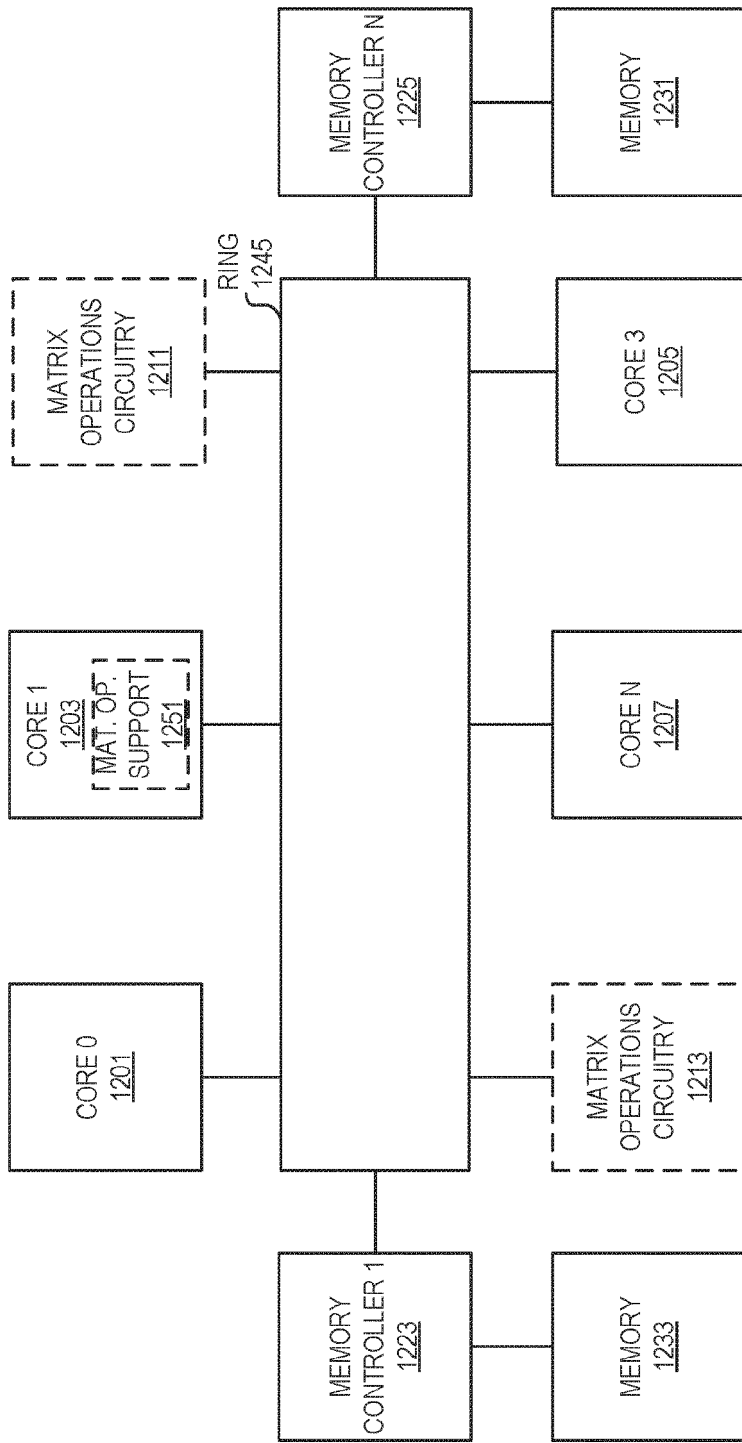 CORE 0
1201
CORE 1
1203
MAT. OP.
SUPPORT
1251
MATRIX
OPERATIONS
CIRCUITRY
1211
RING
1245
MEMORY
CONTROLLER 1
1223
MEMORY
CONTROLLER N
1225
MEMORY
1233
MATRIX
OPERATIONS
CIRCUITRY
1213
CORE N
1207
CORE 3
1205
MEMORY
1231